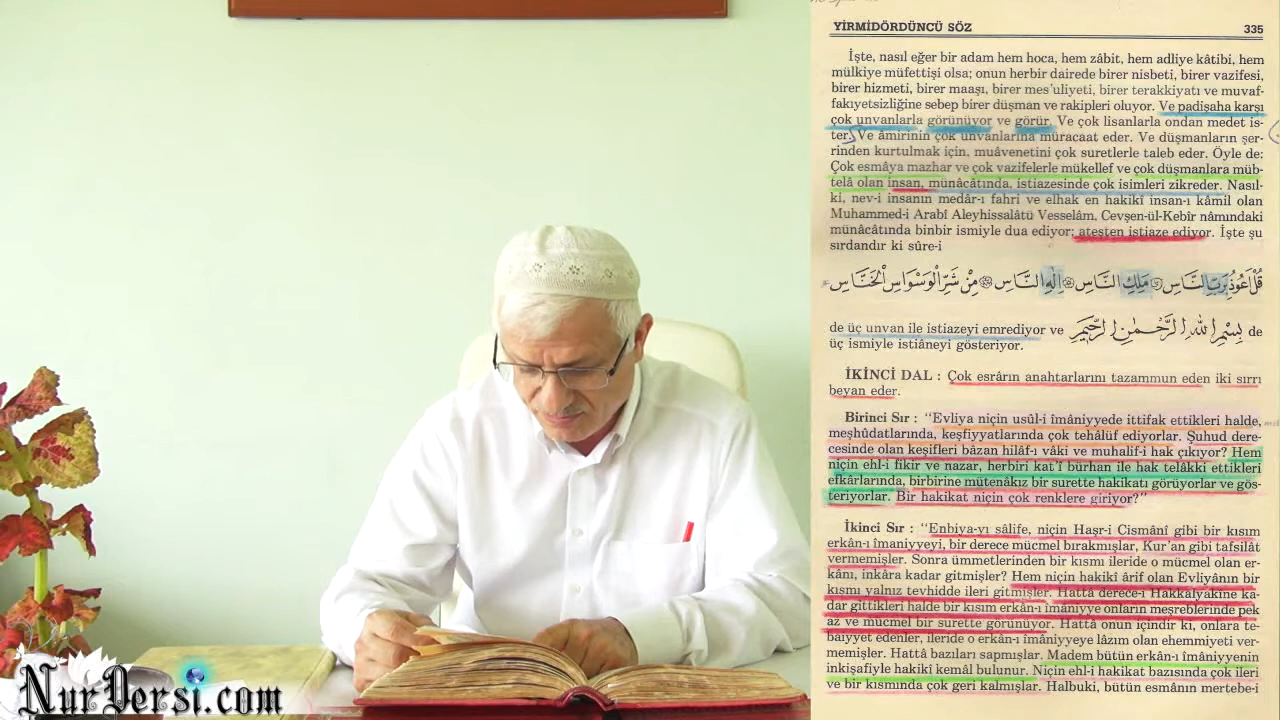 YİRMİDÖRDÜNCÜ SÖZ 335
İşte, nasıl eğer bir adam hem hoca, hem zâbit, hem adliye kâtibi, hem
mülkiye müfettişi olsa; onun herbir dairede birer nisbeti, birer vazifesi,
birer hizmeti, birer maaşı, birer mes'uliyeti, birer terakkiyatı ve muvaf-
fakıyetsizliğine sebep birer düşman ve rakipleri oluyor. Ve padişaha karşı
çok unvanlarla görünüyor ve görür. Ve çok lisanlarla ondan medet is-
ter. Ve âmirinin çok unvanlarına müracaat eder. Ve düşmanların şer-
rinden kurtulmak için, muâvenetini çok suretlerle taleb eder. Öyle de:
Çok esmâya mazhar ve çok vazifelerle mükellef ve çok düşmanlara müb-
telâ olan insan, münâcâtında, istiazesinde çok isimleri zikreder. Nasıl-
ki, nev-i insanın medâr-ı fahri ve elhak en hakikî insan-ı kâmil olan
Muhammed-i Arabî Aleyhissalâtü Vesselâm, Cevşen-ül-Kebîr nâmındaki
münâcâtında binbir ismiyle dua ediyor; ateşten istiaze ediyor. İşte şu
sırdandır ki sûre-i
قُلْ اَعُوذُ بِرَبِّ النَّاسِ ۞ مَلِكِ النَّاسِ ۞ اِلٰهِ النَّاسِ ۞ مِنْ شَرِّ الْوَسْوَاسِ الْخَنَّاسِ ۞
de üç unvan ile istiazeyi emrediyor ve بِسْمِ اللهِ الرَّحْمٰنِ الرَّحِيمِ de
üç ismiyle istiâneyi gösteriyor.
İKİNCİ DAL : Çok esrârın anahtarlarını tazammun eden iki sırrı
beyan eder.
Birinci Sır : "Evliya niçin usûl-i îmâniyyede ittifak ettikleri halde,
meşhûdatlarında, keşfiyyatlarında çok tehâlüf ediyorlar. Şuhud dere-
cesinde olan keşifleri bâzan hilâf-ı vâki ve muhalif-i hak çıkıyor? Hem
niçin ehl-i fikir ve nazar, herbiri kat'î bürhan ile hak telâkki ettikleri
efkârlarında, birbirine mütenâkız bir surette hakikatı görüyorlar ve gös-
teriyorlar. Bir hakikat niçin çok renklere giriyor?"
İkinci Sır : "Enbiya-yı sâlife, niçin Haşr-i Cismânî gibi bir kısım
erkân-ı îmaniyyeyi, bir derece mücmel bırakmışlar, Kur'an gibi tafsilât
vermemişler. Sonra ümmetlerinden bir kısmı ileride o mücmel olan er-
kânı, inkâra kadar gitmişler? Hem niçin hakikî ârif olan Evliyânın bir
kısmı yalnız tevhidde ileri gitmişler. Hattâ derece-i Hakkalyakîne ka-
dar gittikleri halde bir kısım erkân-ı îmâniyye onların meşreblerinde pek
az ve mücmel bir surette görünüyor. Hattâ onun içindir ki, onlara te-
baiyyet edenler, ileride o erkân-ı îmâniyyeye lâzım olan ehemmiyeti ver-
memişler. Hattâ bazıları sapmışlar. Madem bütün erkân-ı îmâniyyenin
inkişafiyle hakikî kemâl bulunur. Niçin ehl-i hakikat bazısında çok ileri
ve bir kısmında çok geri kalmışlar. Halbuki, bütün esmânın mertebe-i
NurDersi.com